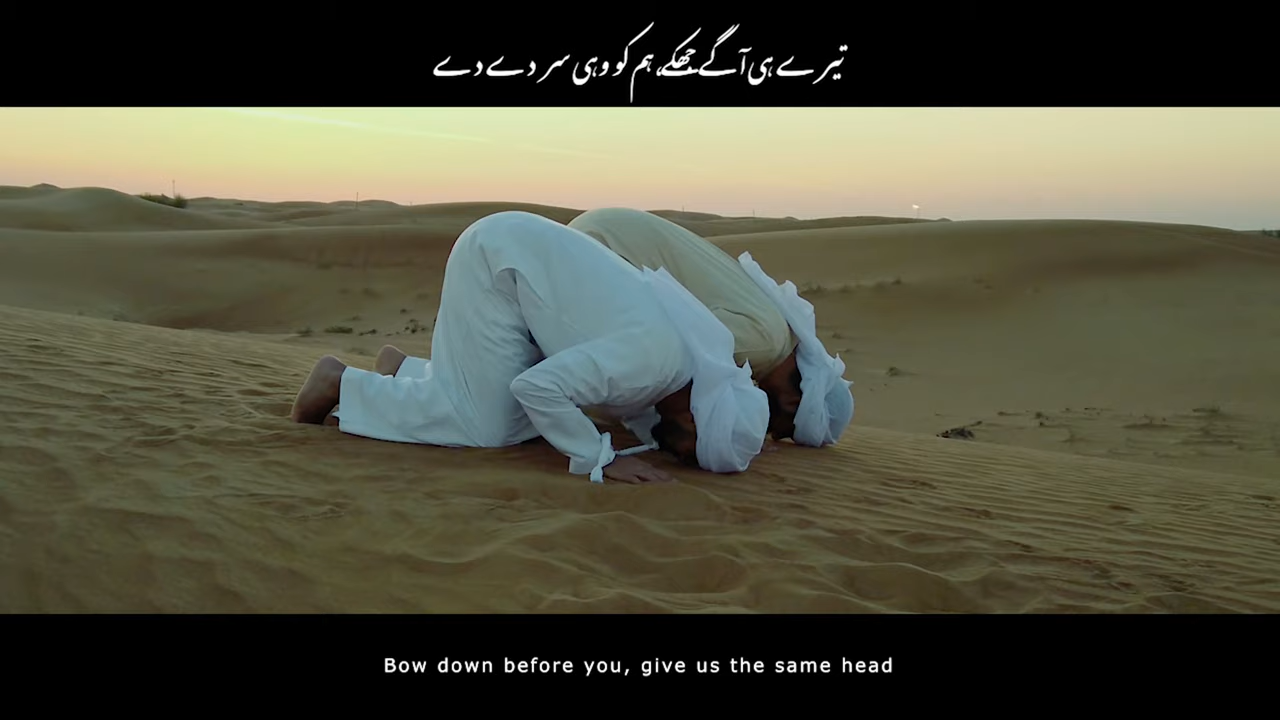 تیرے ہی آگے جھکے، ہم کو وہی سر دے دے
Bow down before you, give us the same head